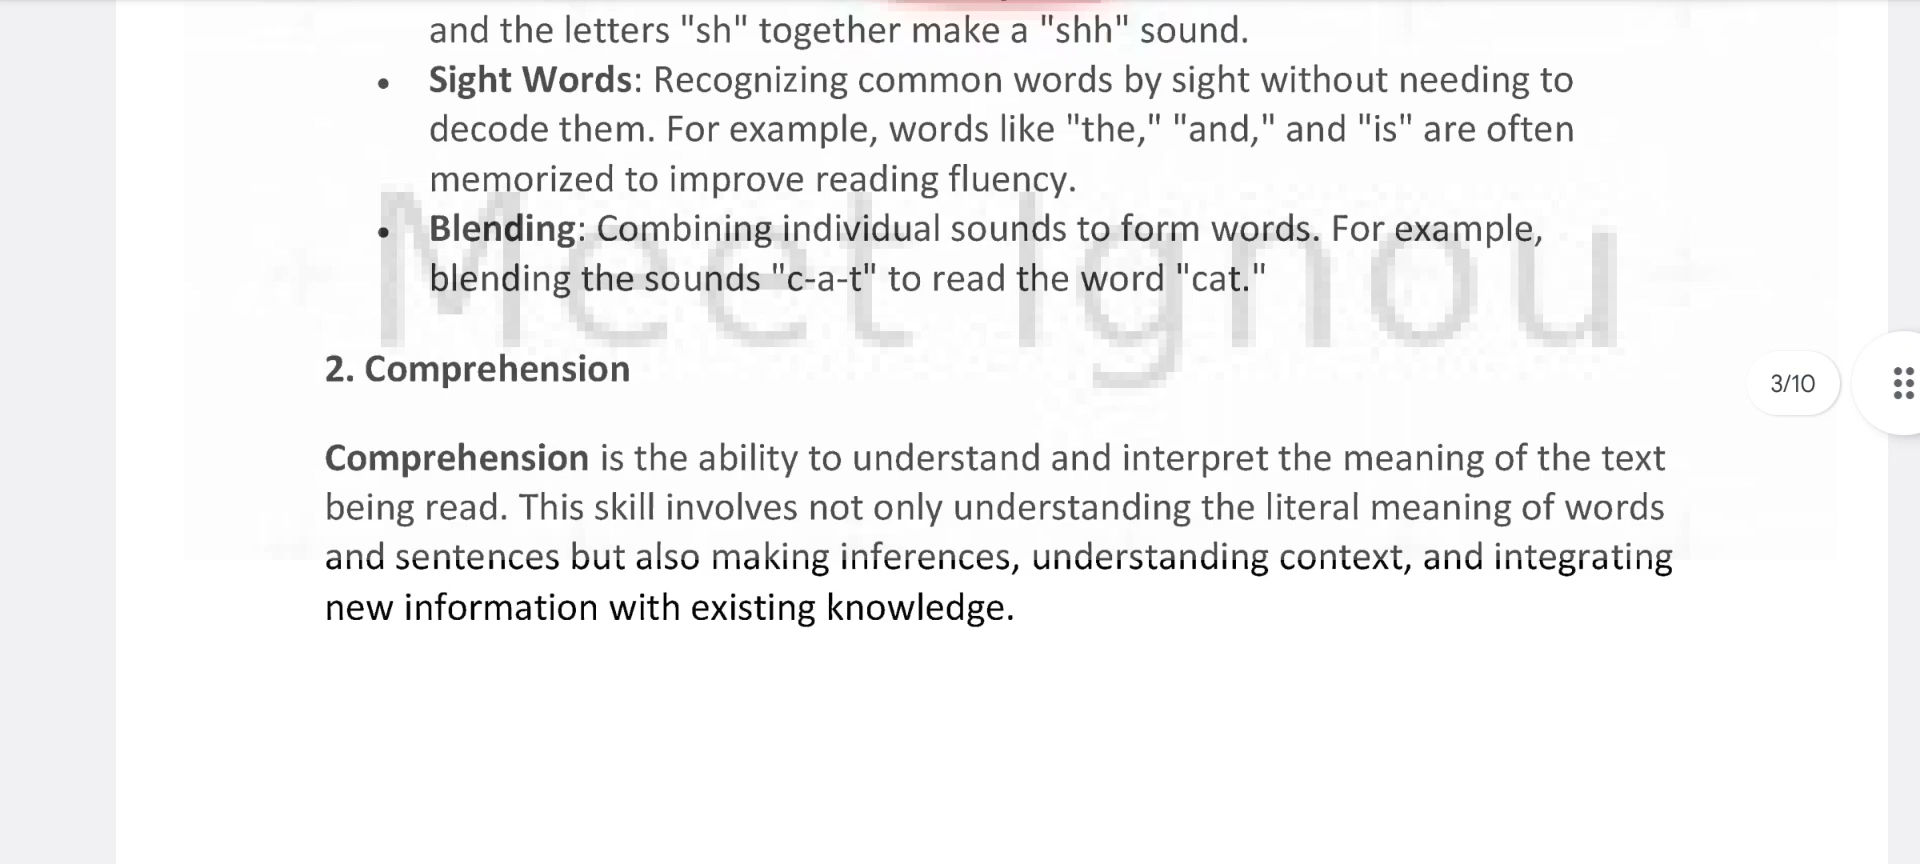 and the letters "sh" together make a "shh" sound.
• Sight Words: Recognizing common words by sight without needing to
decode them. For example, words like "the," "and," and "is" are often
memorized to improve reading fluency.
• Blending: Combining individual sounds to form words. For example,
blending the sounds "c-a-t" to read the word "cat."
Meet Ignou
2. Comprehension
3/10
Comprehension is the ability to understand and interpret the meaning of the text
being read. This skill involves not only understanding the literal meaning of words
and sentences but also making inferences, understanding context, and integrating
new information with existing knowledge.